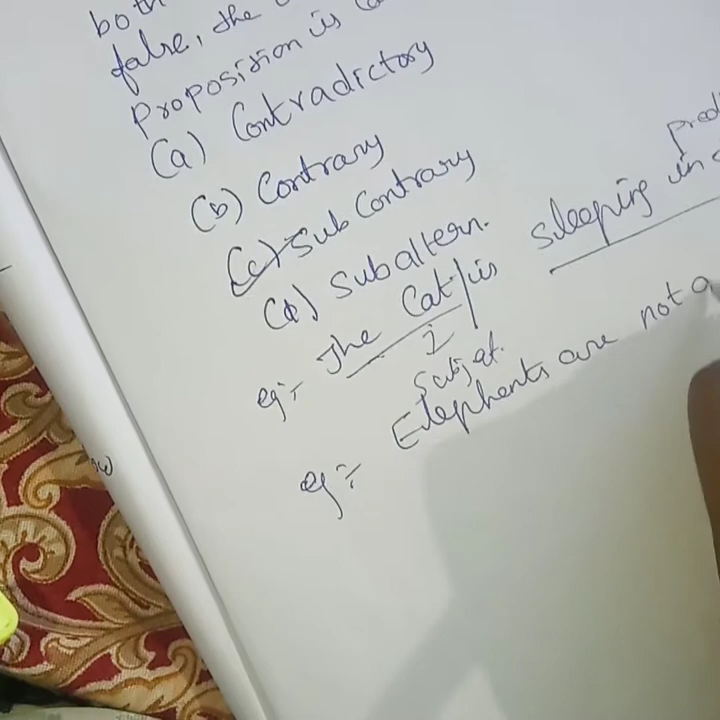 both
false, the
Proposition is
(a) Contradictory
(b) Contrary
(c) Sub Contrary
(d) Subaltern.
eg:- The Cat/is sleeping in
Subject.
eg:- Elephants are not a